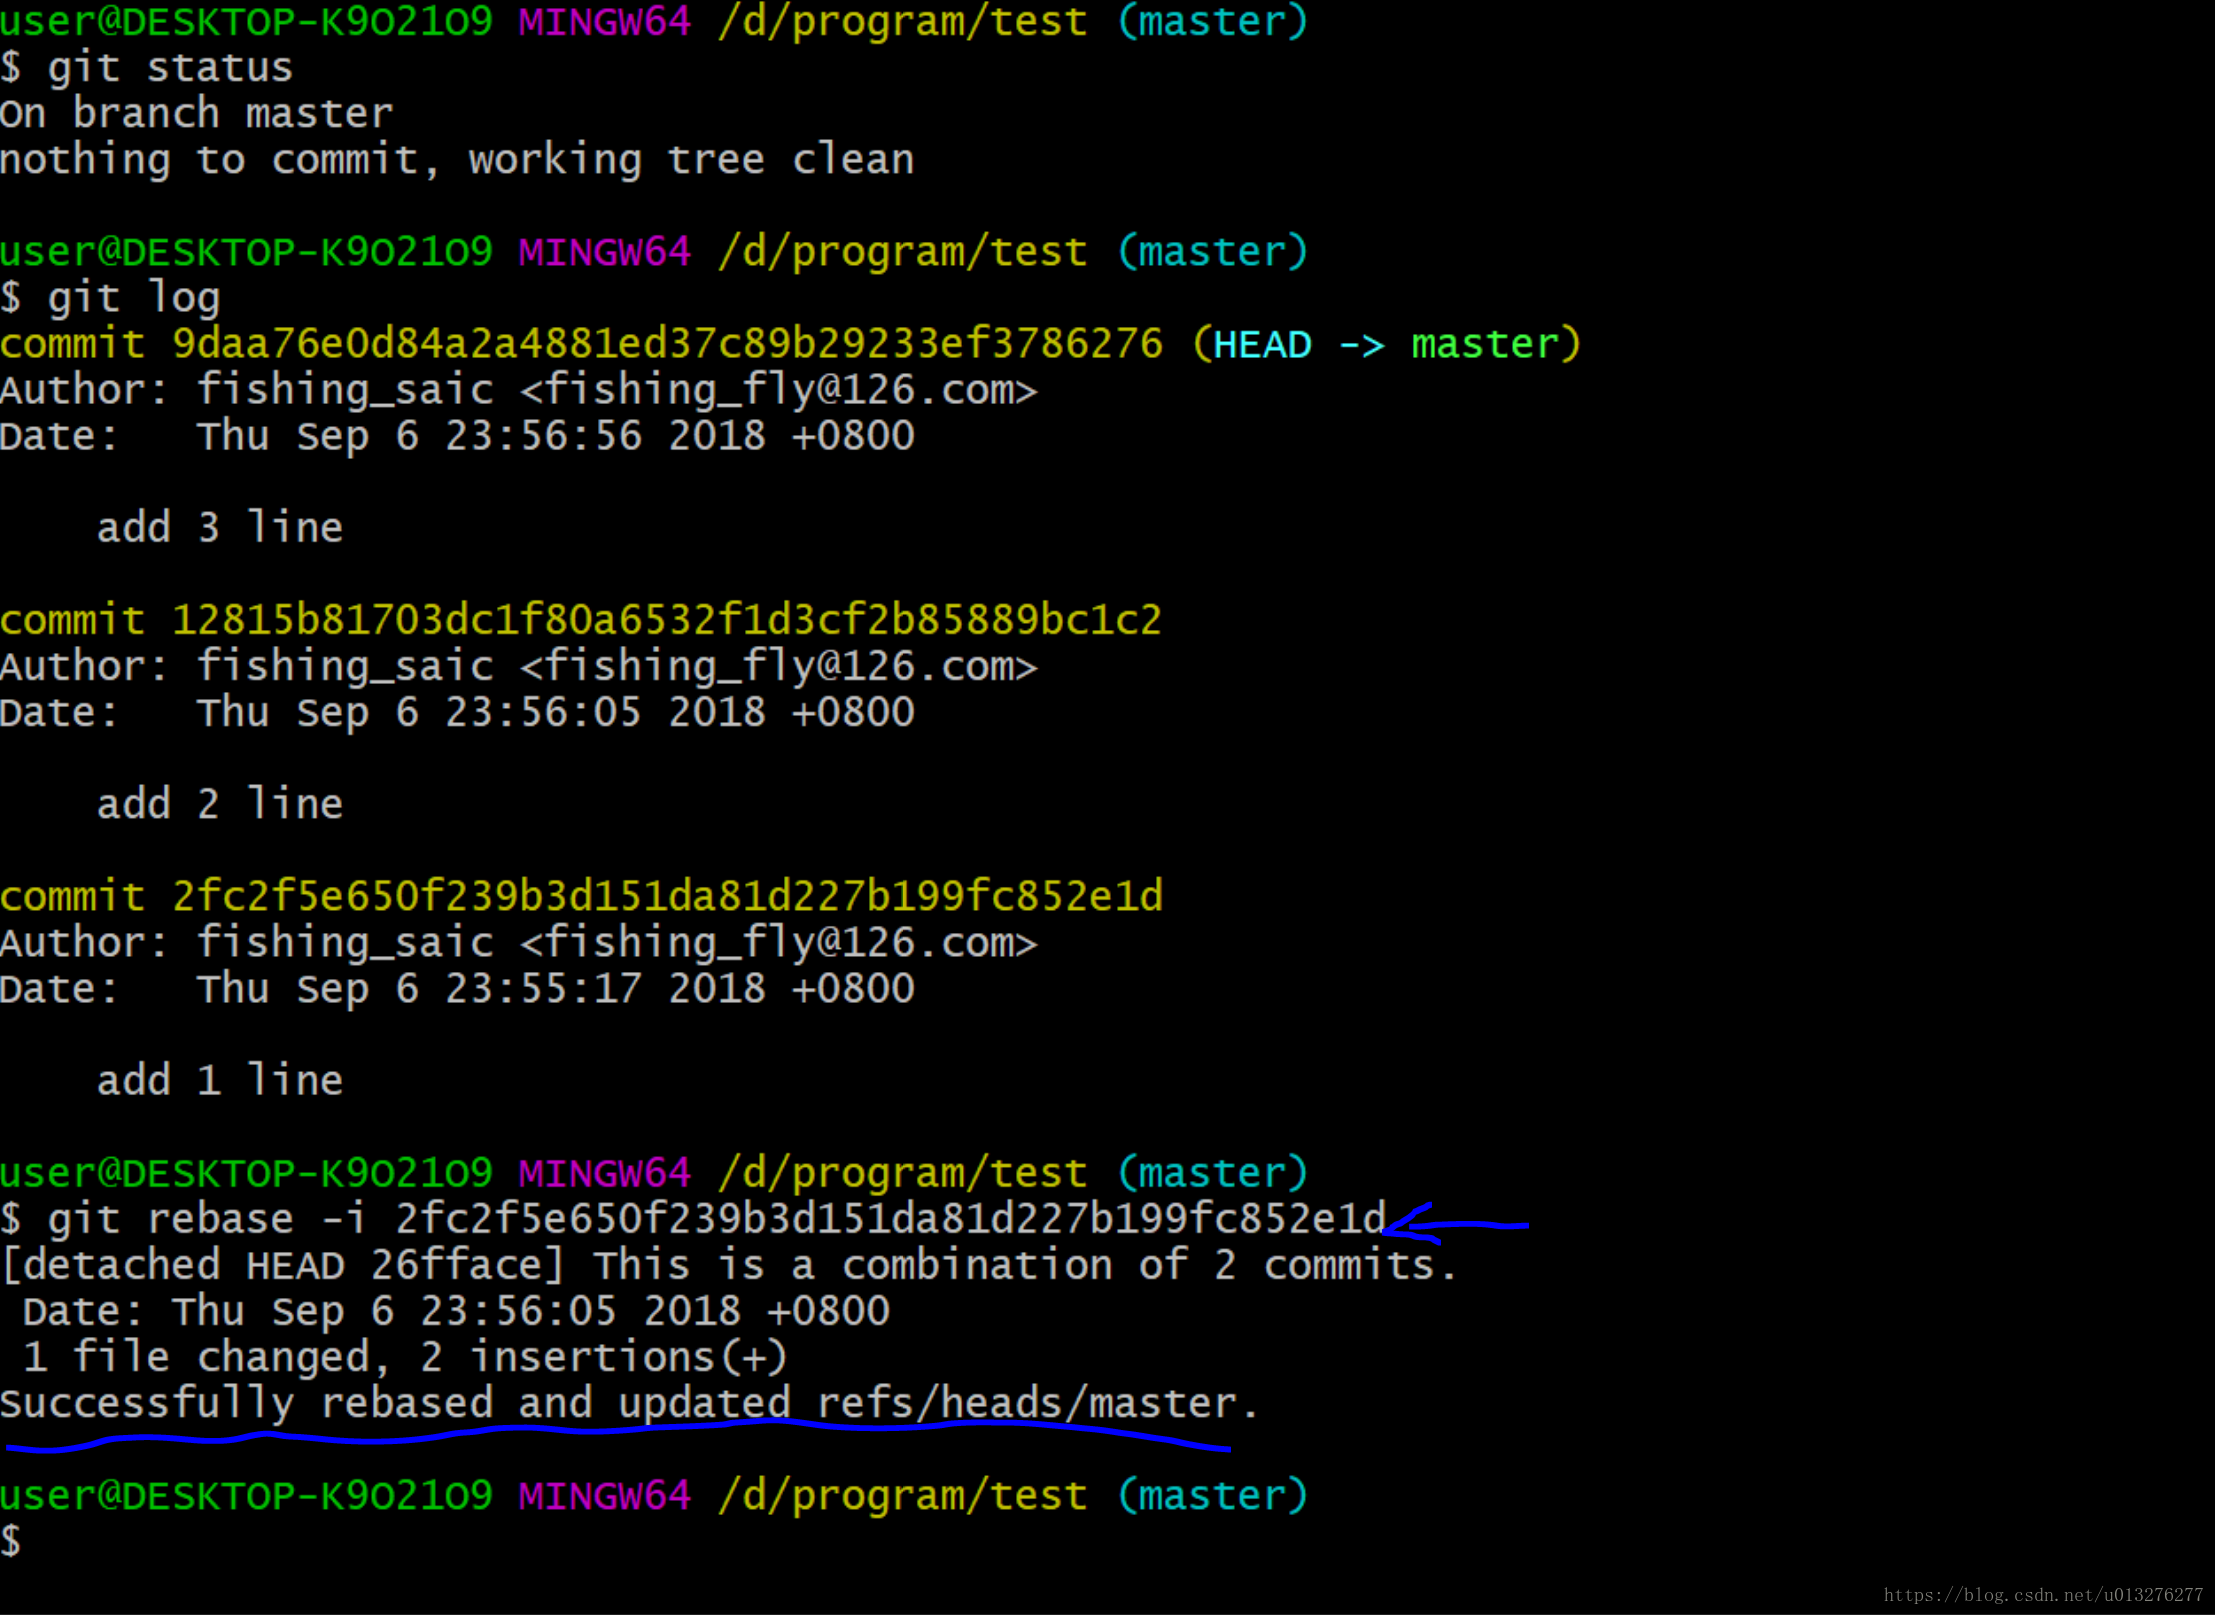 user@DESKTOP-K9O21O9 MINGW64 /d/program/test (master)
$ git status
On branch master
nothing to commit, working tree clean
user@DESKTOP-K9O21O9 MINGW64 /d/program/test (master)
$ git log
commit 9daa76e0d84a2a4881ed37c89b29233ef3786276 (HEAD -> master)
Author: fishing_saic <fishing_fly@126.com>
Date:   Thu Sep 6 23:56:56 2018 +0800
    add 3 line
commit 12815b81703dc1f80a6532f1d3cf2b85889bc1c2
Author: fishing_saic <fishing_fly@126.com>
Date:   Thu Sep 6 23:56:05 2018 +0800
    add 2 line
commit 2fc2f5e650f239b3d151da81d227b199fc852e1d
Author: fishing_saic <fishing_fly@126.com>
Date:   Thu Sep 6 23:55:17 2018 +0800
    add 1 line
user@DESKTOP-K9O21O9 MINGW64 /d/program/test (master)
$ git rebase -i 2fc2f5e650f239b3d151da81d227b199fc852e1d
[detached HEAD 26fface] This is a combination of 2 commits.
 Date: Thu Sep 6 23:56:05 2018 +0800
 1 file changed, 2 insertions(+)
Successfully rebased and updated refs/heads/master.
user@DESKTOP-K9O21O9 MINGW64 /d/program/test (master)
$
https://blog.csdn.net/u013276277